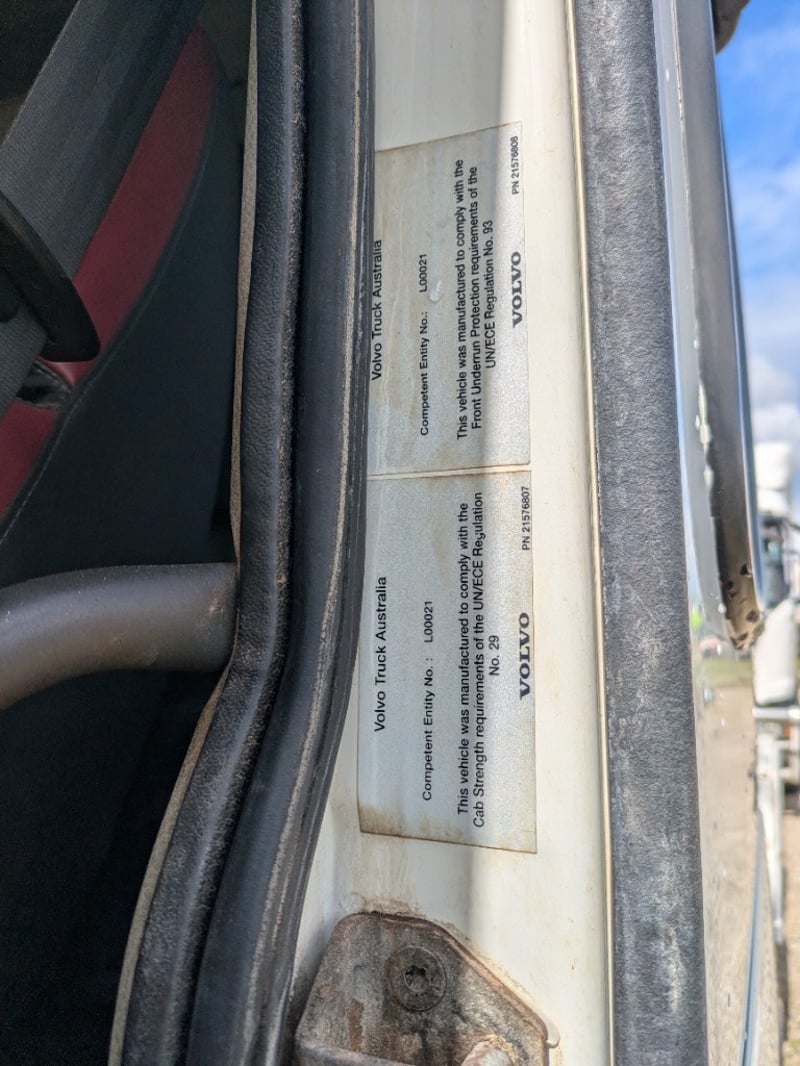 Volvo Truck Australia
Competent Entity No.: L00021
This vehicle was manufactured to comply with the
Front Underrun Protection requirements of the
UN/ECE Regulation No. 93
VOLVO
PN 21576808
Volvo Truck Australia
Competent Entity No. : L00021
This vehicle was manufactured to comply with the
Cab Strength requirements of the UN/ECE Regulation
No. 29
VOLVO
PN 21576807